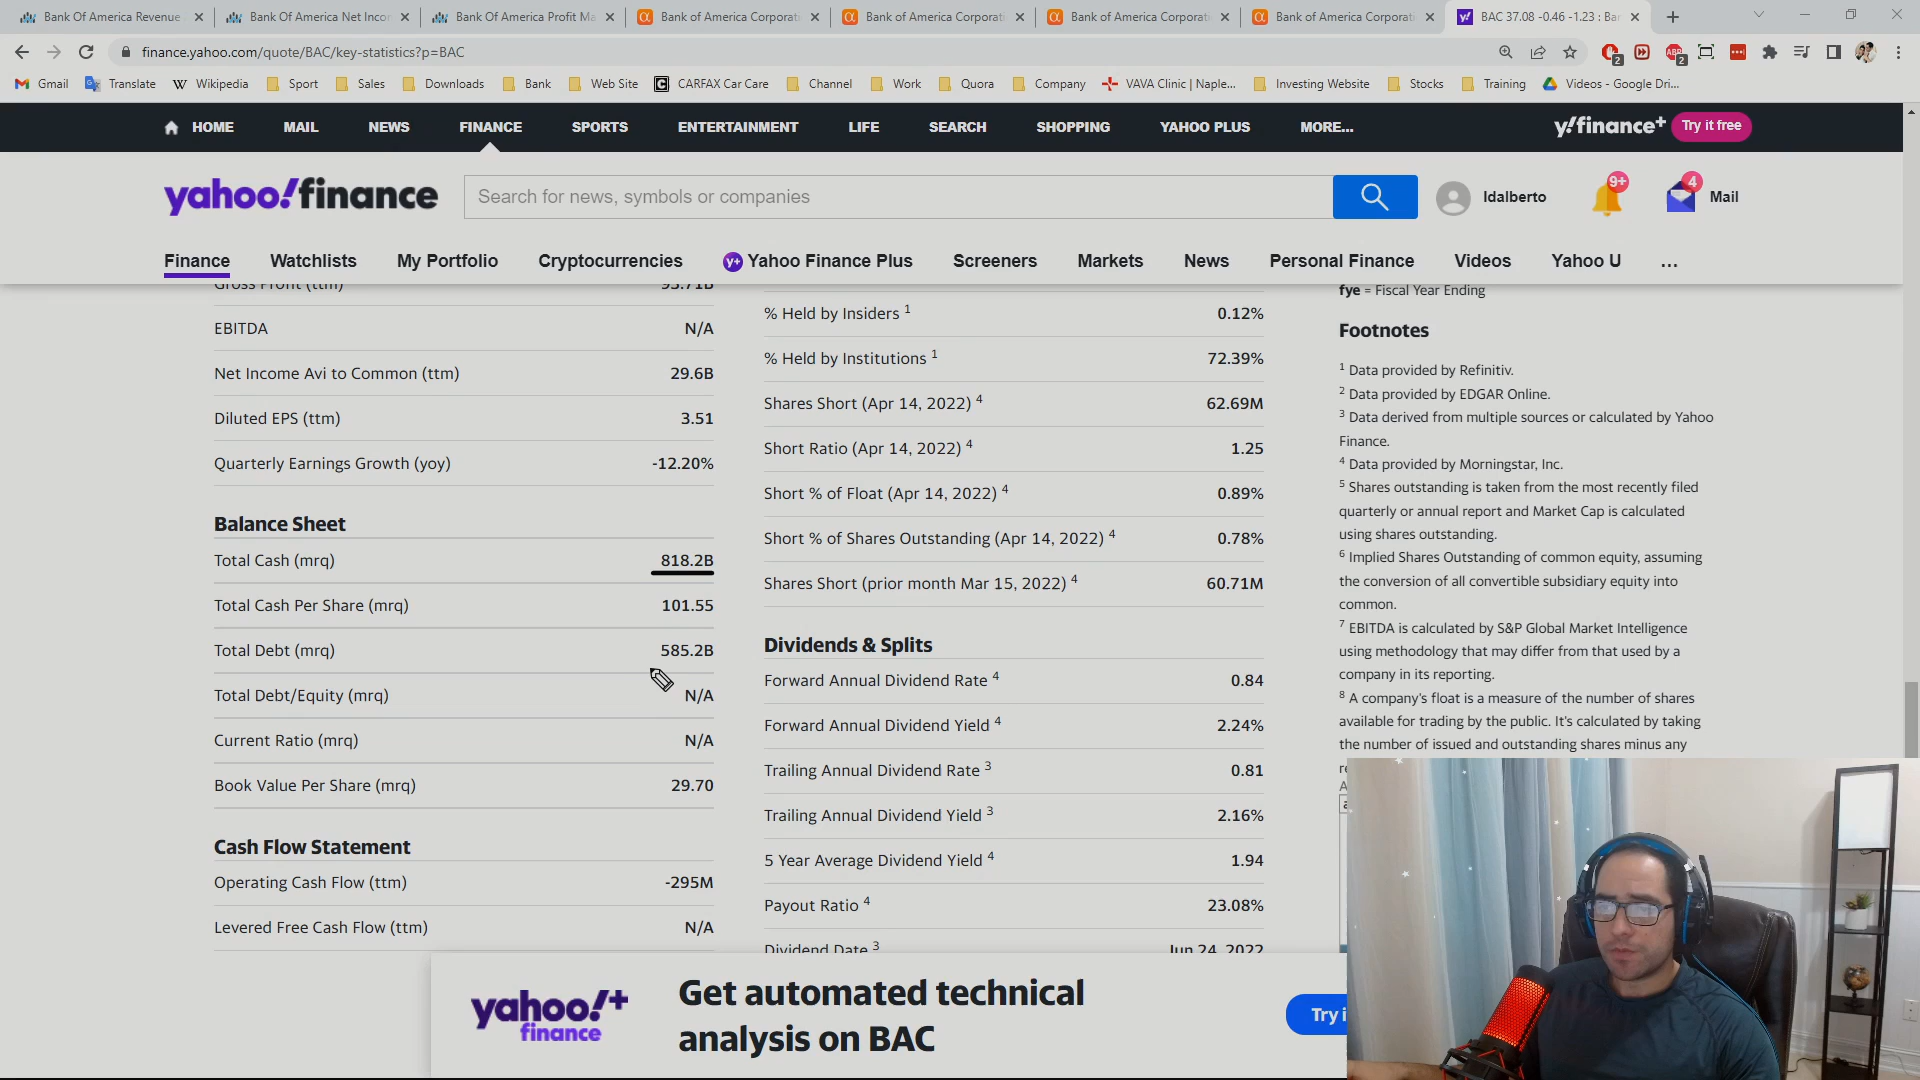 Bank Of America Revenue
Bank Of America Net Incor
Bank Of America Profit Ma
Bank of America Corporati
Bank of America Corporati
Bank of America Corporati
Bank of America Corporati
BAC 37.08 -0.46 -1.23 : Bar
finance.yahoo.com/quote/BAC/key-statistics?p=BAC
Gmail Translate Wikipedia Sport Sales Downloads Bank Web Site CARFAX Car Care Channel Work Quora Company VAVA Clinic | Naple... Investing Website Stocks Training Videos - Google Dri...
HOME MAIL NEWS FINANCE SPORTS ENTERTAINMENT LIFE SEARCH SHOPPING YAHOO PLUS MORE... y!finance+ Try it free
yahoo!finance Search for news, symbols or companies Idalberto 9+ 4 Mail
Finance Watchlists My Portfolio Cryptocurrencies Y+ Yahoo Finance Plus Screeners Markets News Personal Finance Videos Yahoo U ...
Gross Profit (ttm) 93.71B
EBITDA N/A
Net Income Avi to Common (ttm) 29.6B
Diluted EPS (ttm) 3.51
Quarterly Earnings Growth (yoy) -12.20%
Balance Sheet
Total Cash (mrq) 818.2B
Total Cash Per Share (mrq) 101.55
Total Debt (mrq) 585.2B
Total Debt/Equity (mrq) N/A
Current Ratio (mrq) N/A
Book Value Per Share (mrq) 29.70
Cash Flow Statement
Operating Cash Flow (ttm) -295M
Levered Free Cash Flow (ttm) N/A
% Held by Insiders 1 0.12%
% Held by Institutions 1 72.39%
Shares Short (Apr 14, 2022) 4 62.69M
Short Ratio (Apr 14, 2022) 4 1.25
Short % of Float (Apr 14, 2022) 4 0.89%
Short % of Shares Outstanding (Apr 14, 2022) 4 0.78%
Shares Short (prior month Mar 15, 2022) 4 60.71M
Dividends & Splits
Forward Annual Dividend Rate 4 0.84
Forward Annual Dividend Yield 4 2.24%
Trailing Annual Dividend Rate 3 0.81
Trailing Annual Dividend Yield 3 2.16%
5 Year Average Dividend Yield 4 1.94
Payout Ratio 4 23.08%
Dividend Date 3 Jun 24, 2022
fye = Fiscal Year Ending
Footnotes
1 Data provided by Refinitiv.
2 Data provided by EDGAR Online.
3 Data derived from multiple sources or calculated by Yahoo
Finance.
4 Data provided by Morningstar, Inc.
5 Shares outstanding is taken from the most recently filed
quarterly or annual report and Market Cap is calculated
using shares outstanding.
6 Implied Shares Outstanding of common equity, assuming
the conversion of all convertible subsidiary equity into
common.
7 EBITDA is calculated by S&P Global Market Intelligence
using methodology that may differ from that used by a
company in its reporting.
8 A company's float is a measure of the number of shares
available for trading by the public. It's calculated by taking
the number of issued and outstanding shares minus any
yahoo!+ finance
Get automated technical
analysis on BAC
Try i